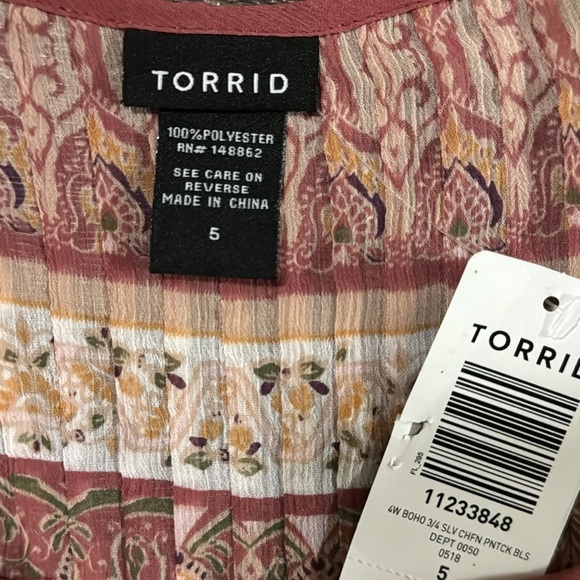 TORRID
100%POLYESTER
RN# 148862
SEE CARE ON
REVERSE
MADE IN CHINA
5
TORRID
FL_295
11233848
4W BOHO 3/4 SLV CHFN PNTCK BLS
DEPT 0050
0518
5